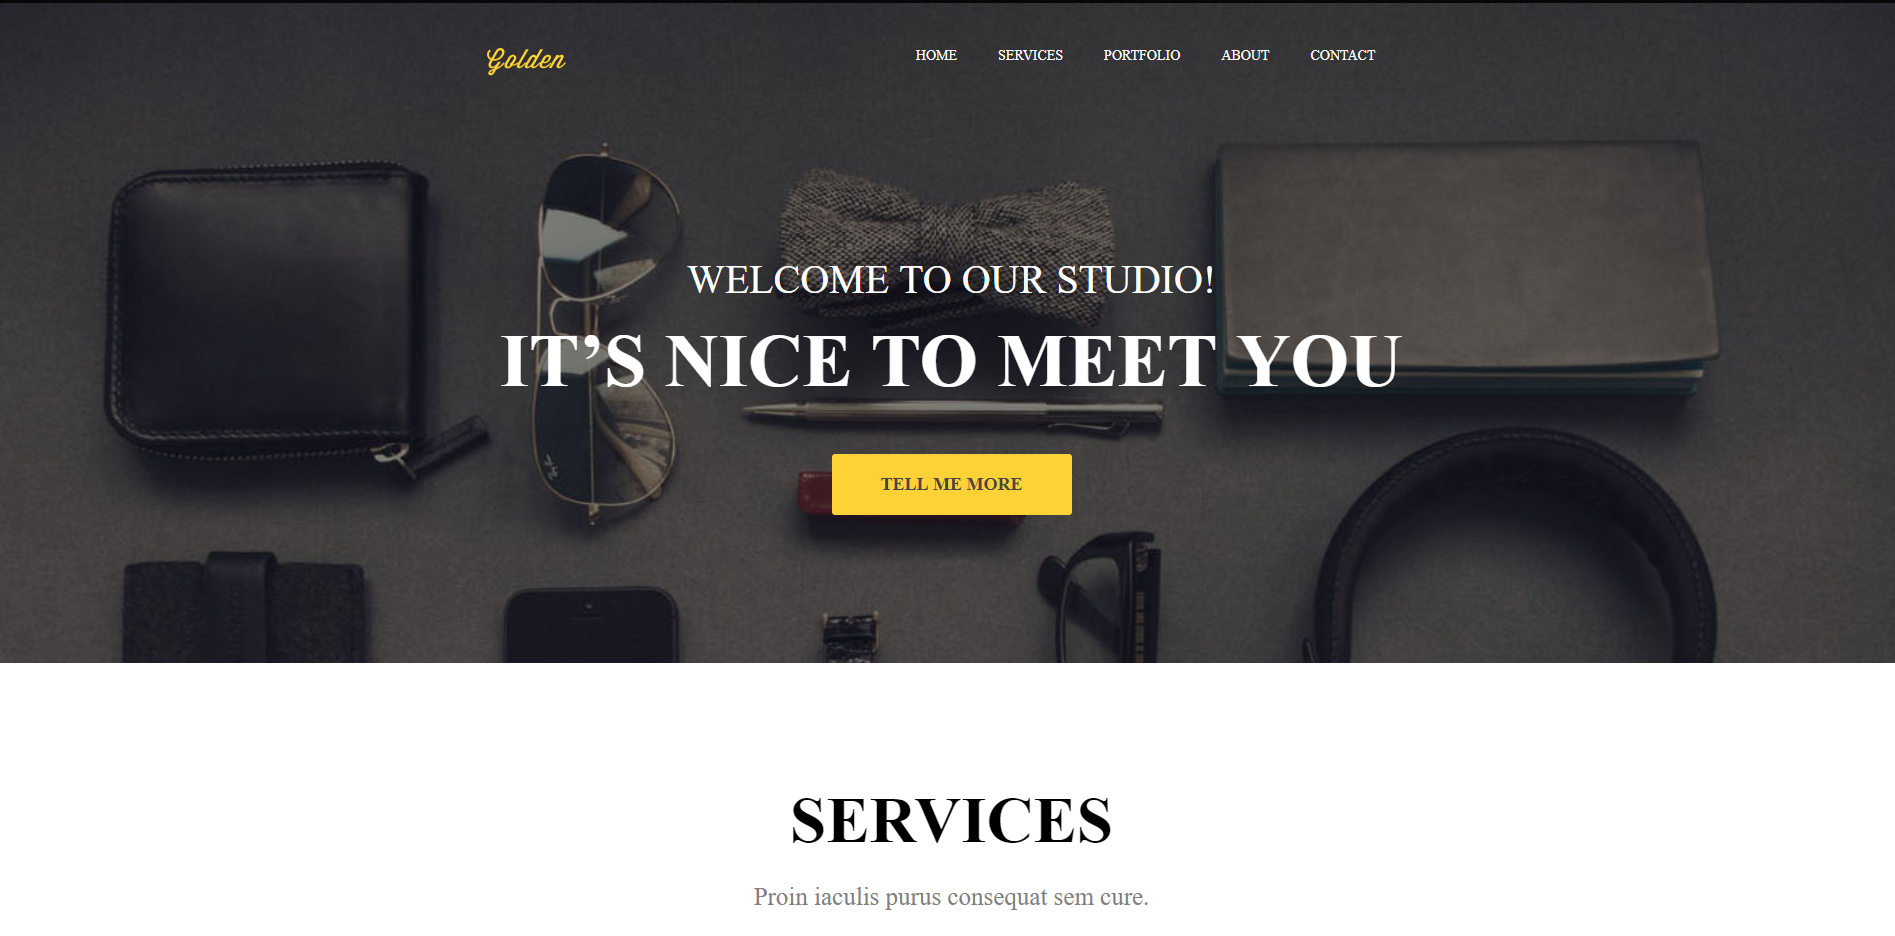 Golden
HOME SERVICES PORTFOLIO ABOUT CONTACT
WELCOME TO OUR STUDIO!
IT’S NICE TO MEET YOU
TELL ME MORE
SERVICES
Proin iaculis purus consequat sem cure.